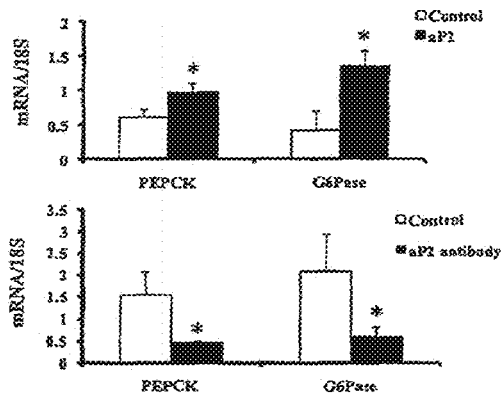 Control
aP2
mRNA/18S
2
1.5
1
0.5
0
*
*
PEPCK
G6Pase
Control
aP2 antibody
mRNA/18S
3.5
3
2.5
2
1.5
1
0.5
0
*
*
PEPCK
G6Pase